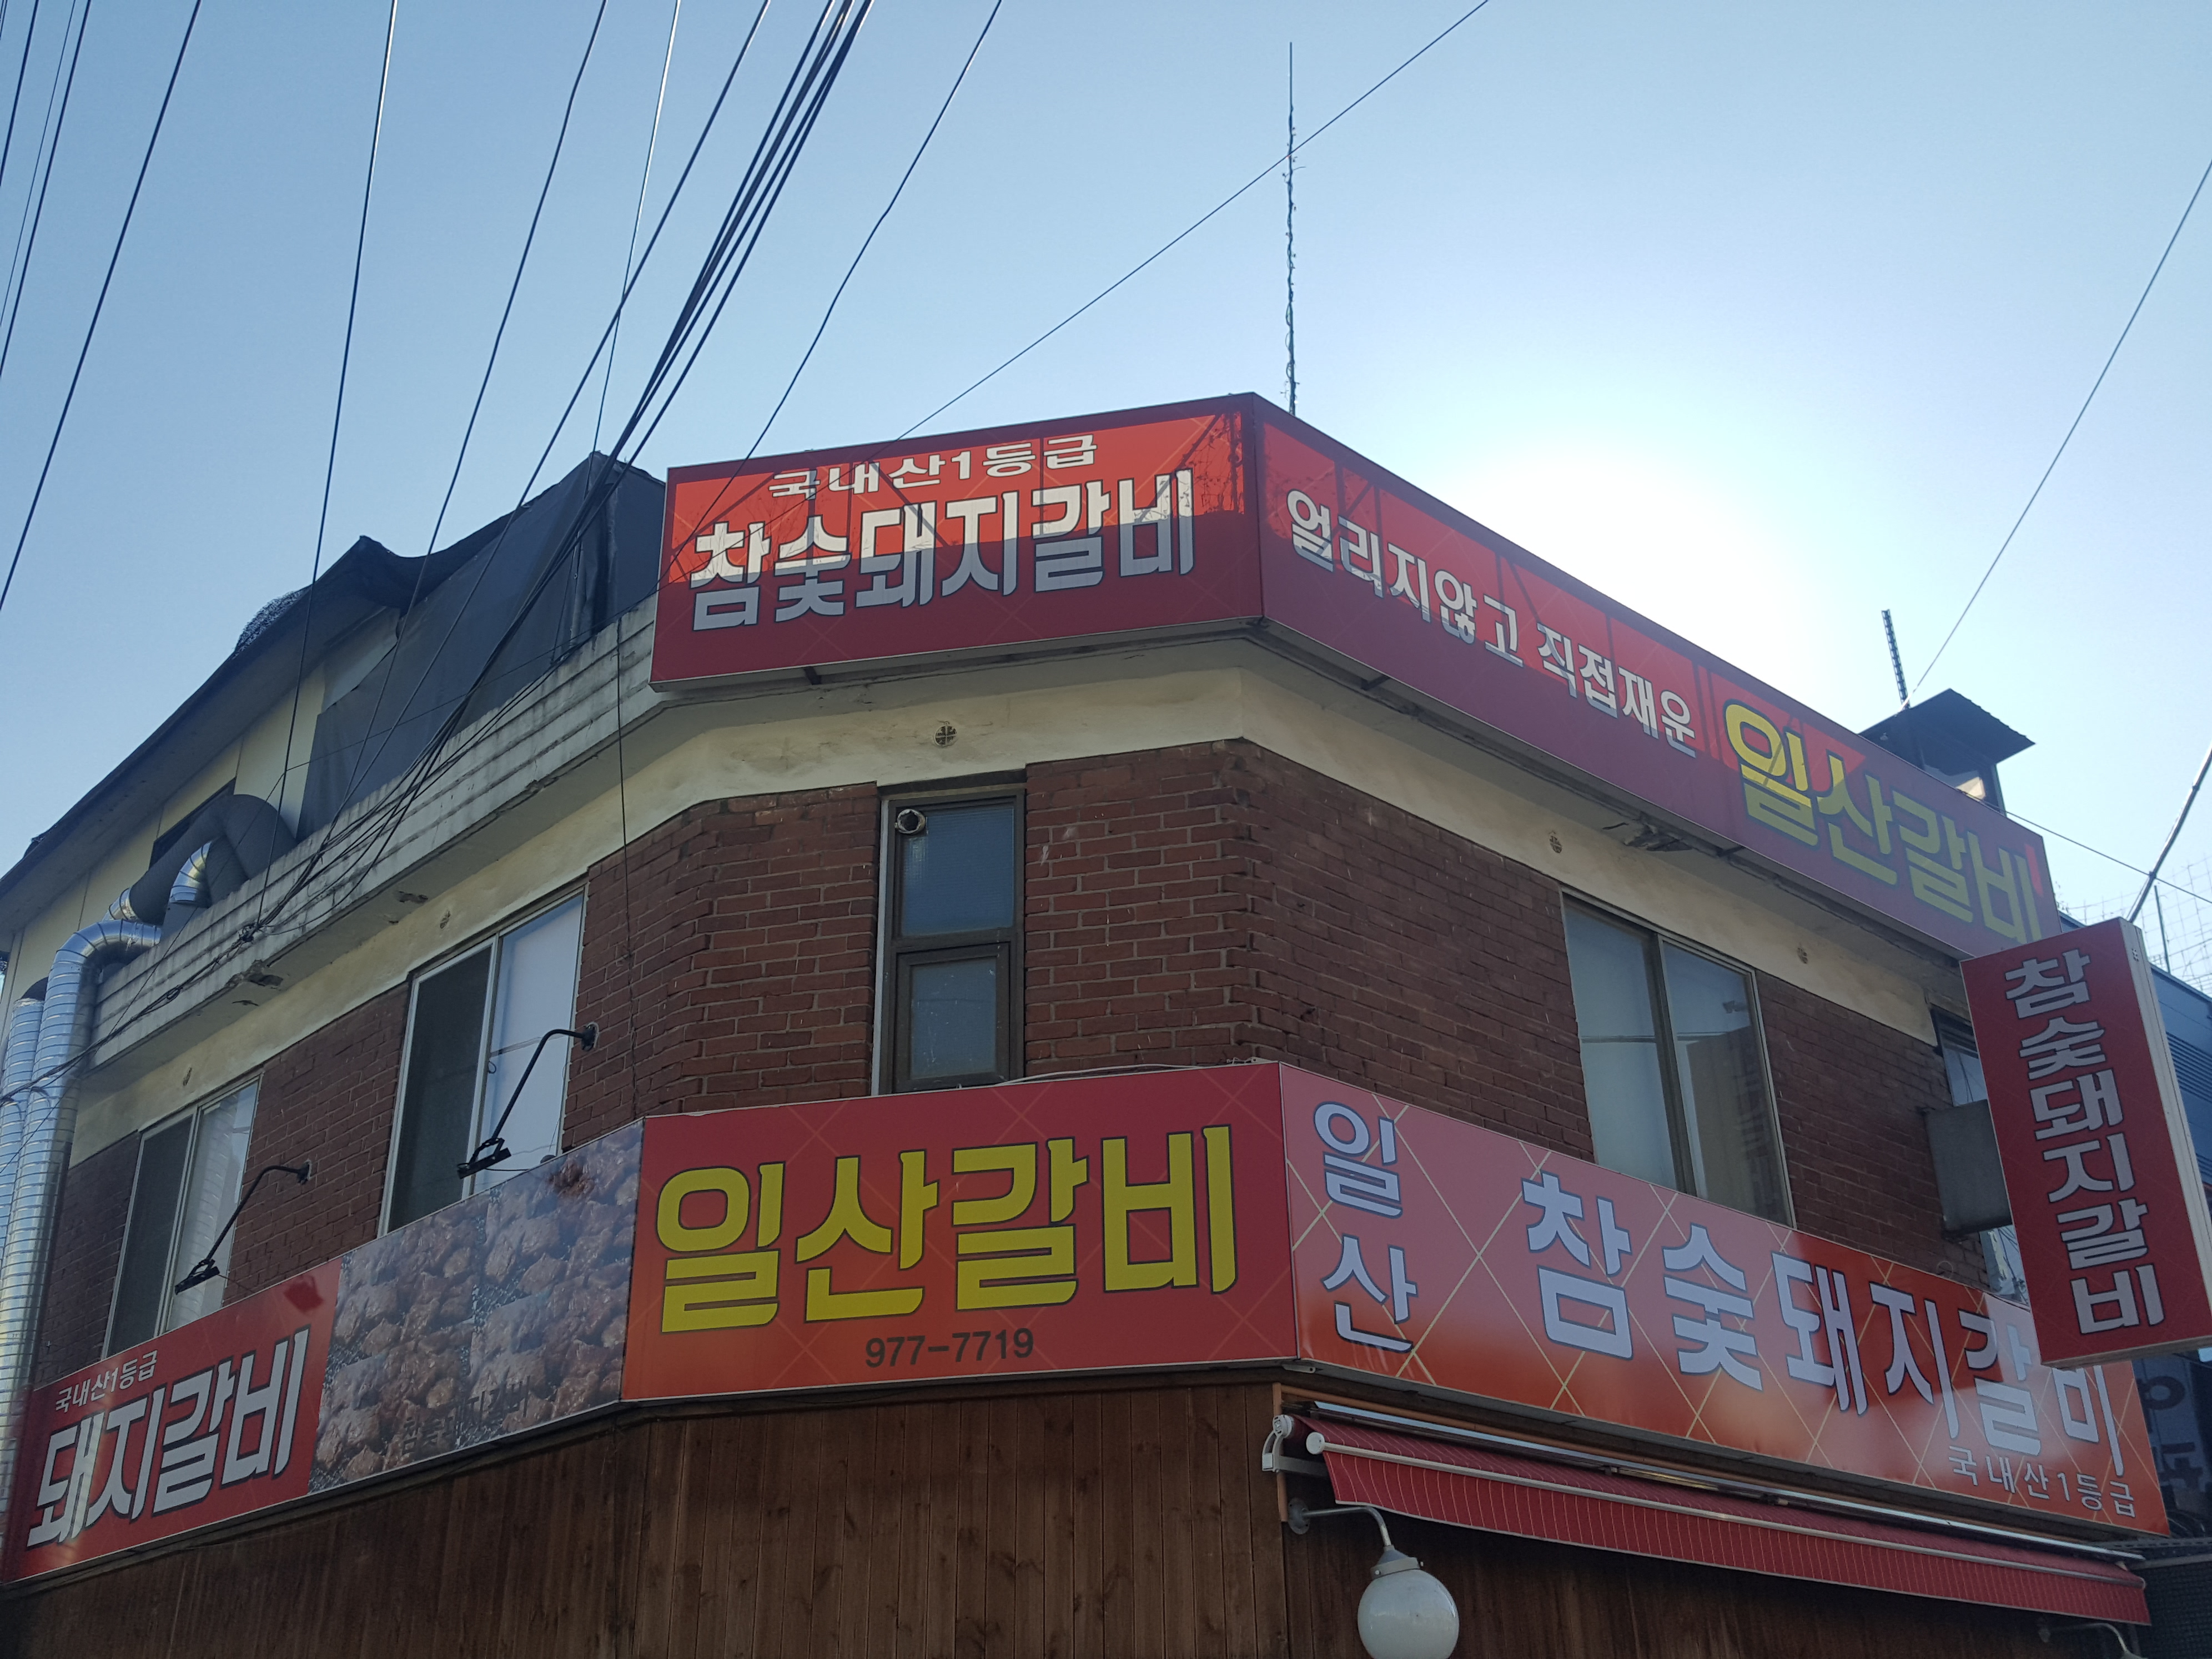 국내산1등급
참숯돼지갈비
얼리지않고 직접재운 일산갈비
참숯돼지갈비
국내산1등급
돼지갈비
일산갈비
977-7719
일산 참숯돼지갈비
국내산1등급